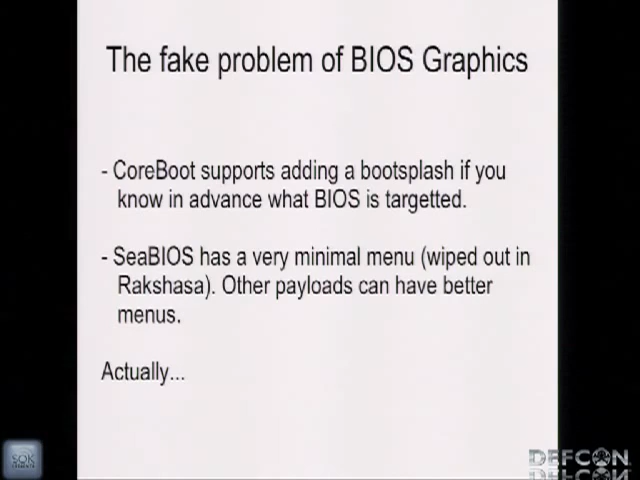 The fake problem of BIOS Graphics
- CoreBoot supports adding a bootsplash if you
know in advance what BIOS is targetted.
- SeaBIOS has a very minimal menu (wiped out in
Rakshasa). Other payloads can have better
menus.
Actually...
SOK
DEFCON